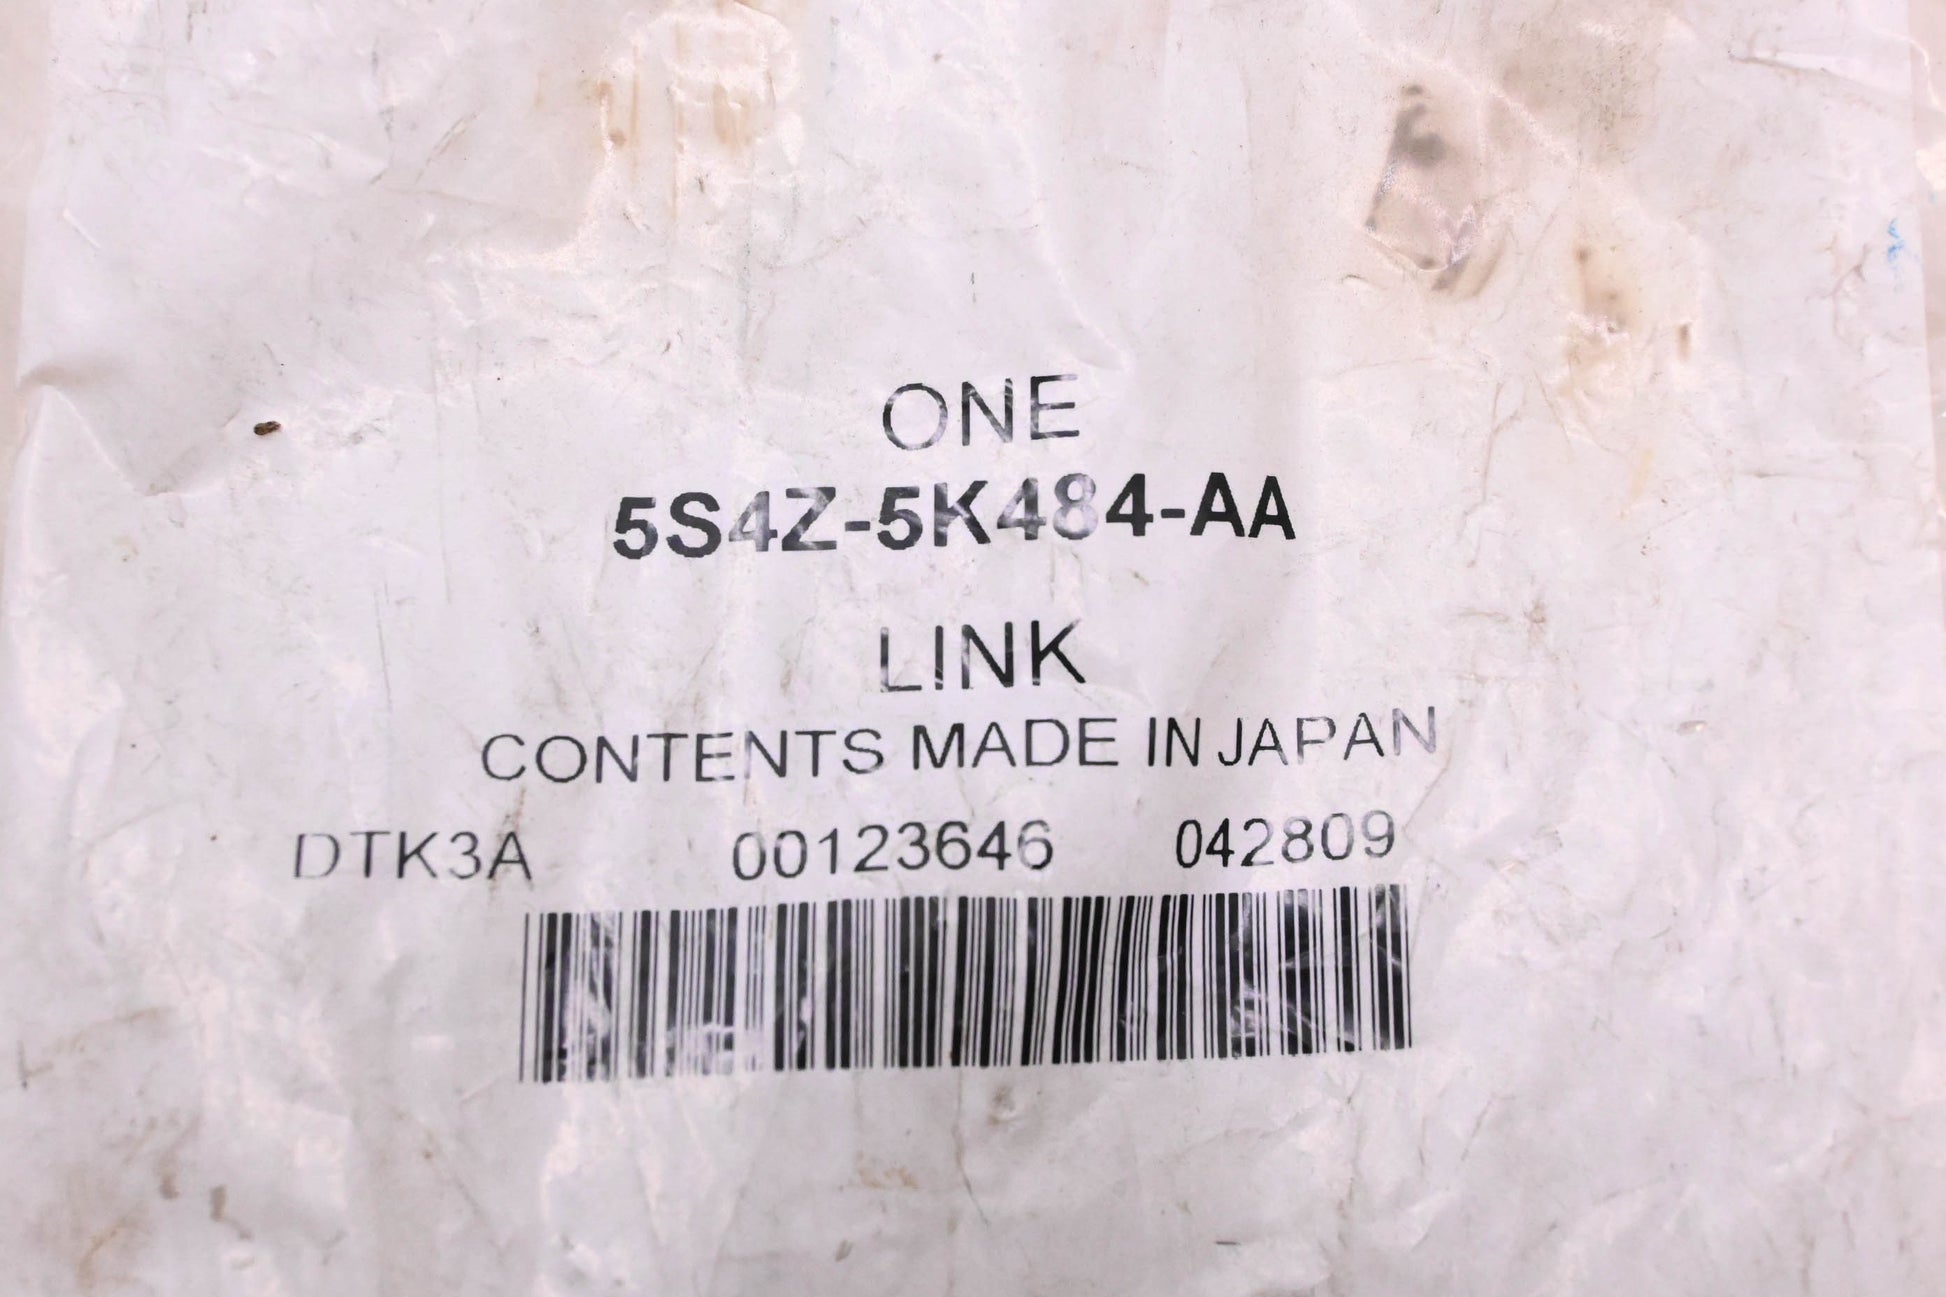 ONE
5S4Z-5K484-AA
LINK
CONTENTS MADE IN JAPAN
DTK3A 00123646 042809